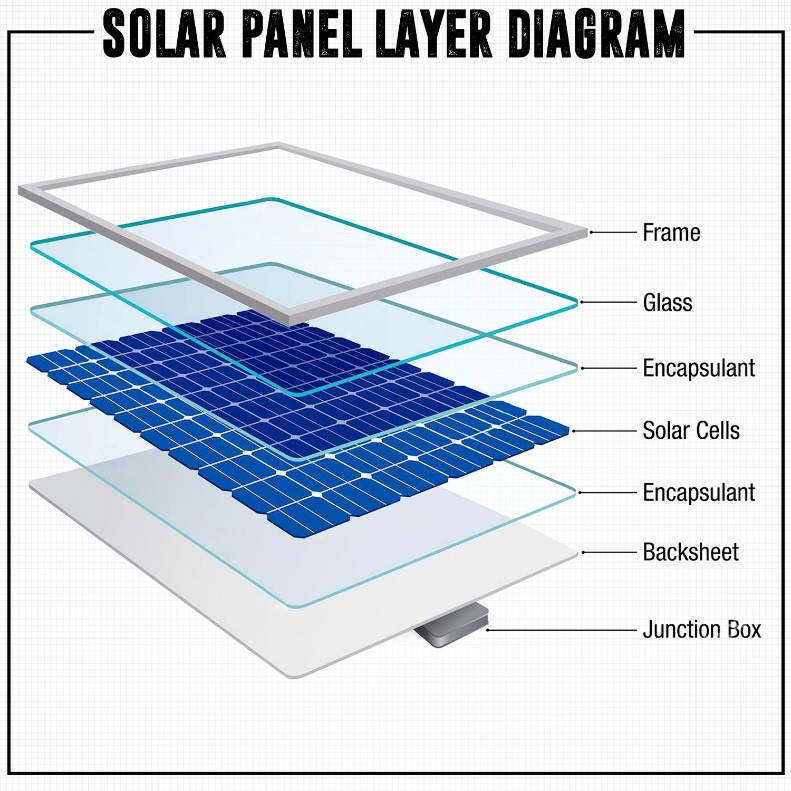 SOLAR PANEL LAYER DIAGRAM
Frame
Glass
Encapsulant
Solar Cells
Encapsulant
Backsheet
Junction Box